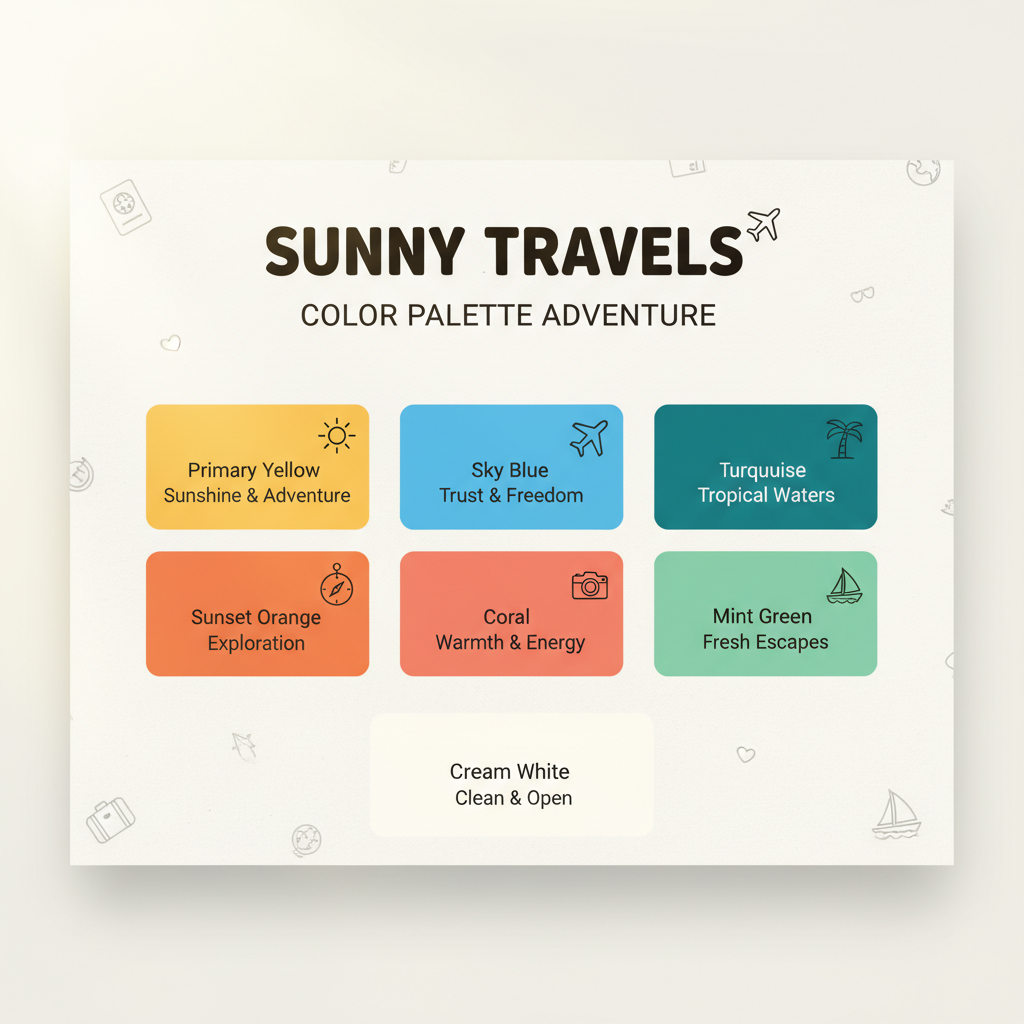 SUNNY TRAVELS
COLOR PALETTE ADVENTURE
Primary Yellow
Sunshine & Adventure
Sky Blue
Trust & Freedom
Turquuise
Tropical Waters
Sunset Orange
Exploration
Coral
Warmth & Energy
Mint Green
Fresh Escapes
Cream White
Clean & Open